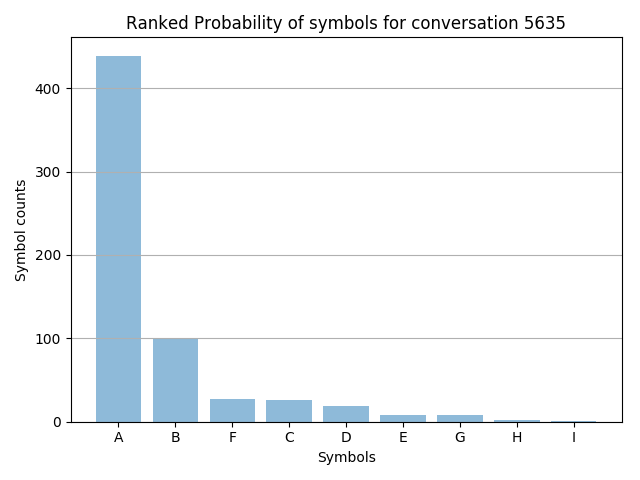 Ranked Probability of symbols for conversation 5635
400
300
200
100
0
Symbol counts
A B F C D E G H I
Symbols